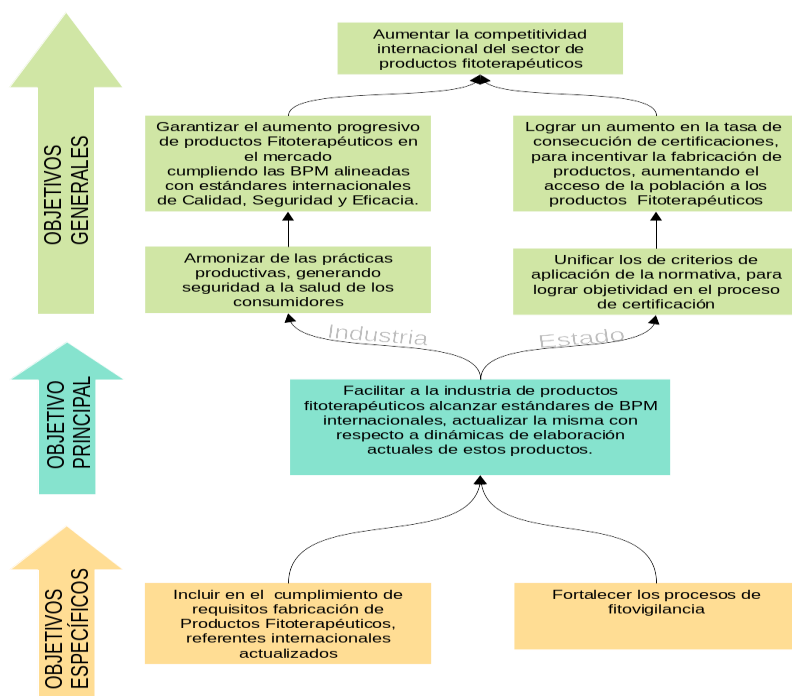 Aumentar la competitividad
internacional del sector de
productos fitoterapéuticos
OBJETIVOS
GENERALES
Garantizar el aumento progresivo
de productos Fitoterapéuticos en
el mercado
cumpliendo las BPM alineadas
con estándares internacionales
de Calidad, Seguridad y Eficacia.
Lograr un aumento en la tasa de
consecución de certificaciones,
para incentivar la fabricación de
productos, aumentando el
acceso de la población a los
productos  Fitoterapéuticos
Armonizar de las prácticas
productivas, generando
seguridad a la salud de los
consumidores
Unificar los de criterios de
aplicación de la normativa, para
lograr objetividad en el proceso
de certificación
Industria
Estado
OBJETIVO
PRINCIPAL
Facilitar a la industria de productos
fitoterapéuticos alcanzar estándares de BPM
internacionales, actualizar la misma con
respecto a dinámicas de elaboración
actuales de estos productos.
OBJETIVOS
ESPECÍFICOS
Incluir en el  cumplimiento de
requisitos fabricación de
Productos Fitoterapéuticos,
referentes internacionales
actualizados
Fortalecer los procesos de
fitovigilancia